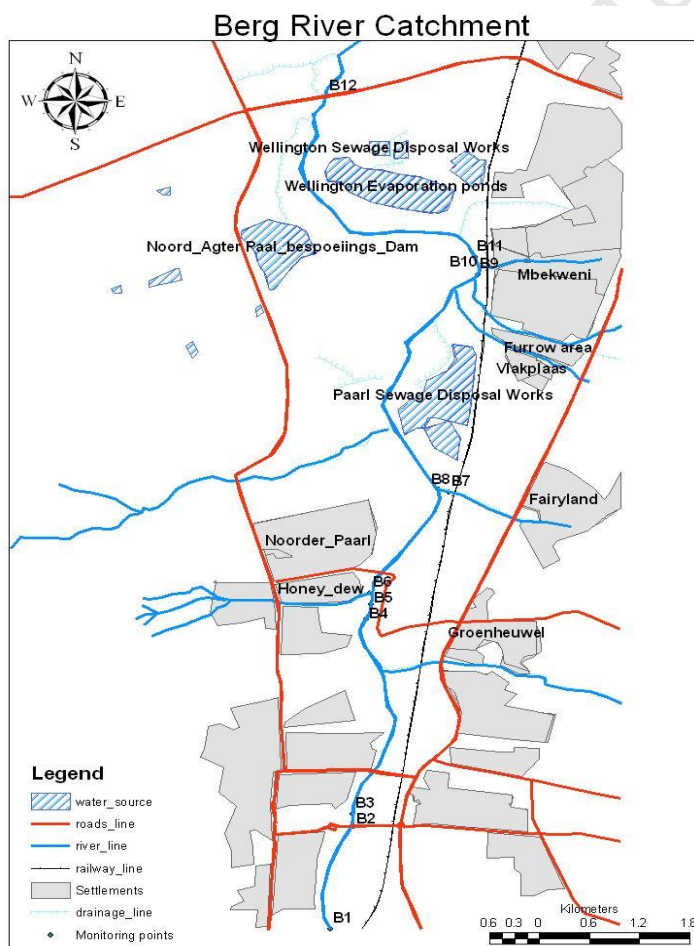 Berg River Catchment
N
W E
S
B12
Wellington Sewage Disposal Works
Wellington Evaporation ponds
Noord_Agter Paal_bespoeiings_Dam
B11
B10 B9
Mbekweni
Furrow area
Vlakplaas
Paarl Sewage Disposal Works
B8 B7
Fairyland
Noorder_Paarl
Honey_dew
B6
B5
B4
Groenheuwel
B3
B2
B1
Legend
water_source
roads_line
river_line
railway_line
Settlements
drainage_line
Monitoring points
Kilometers
0.6 0.3 0 0.6 1.2 1.8